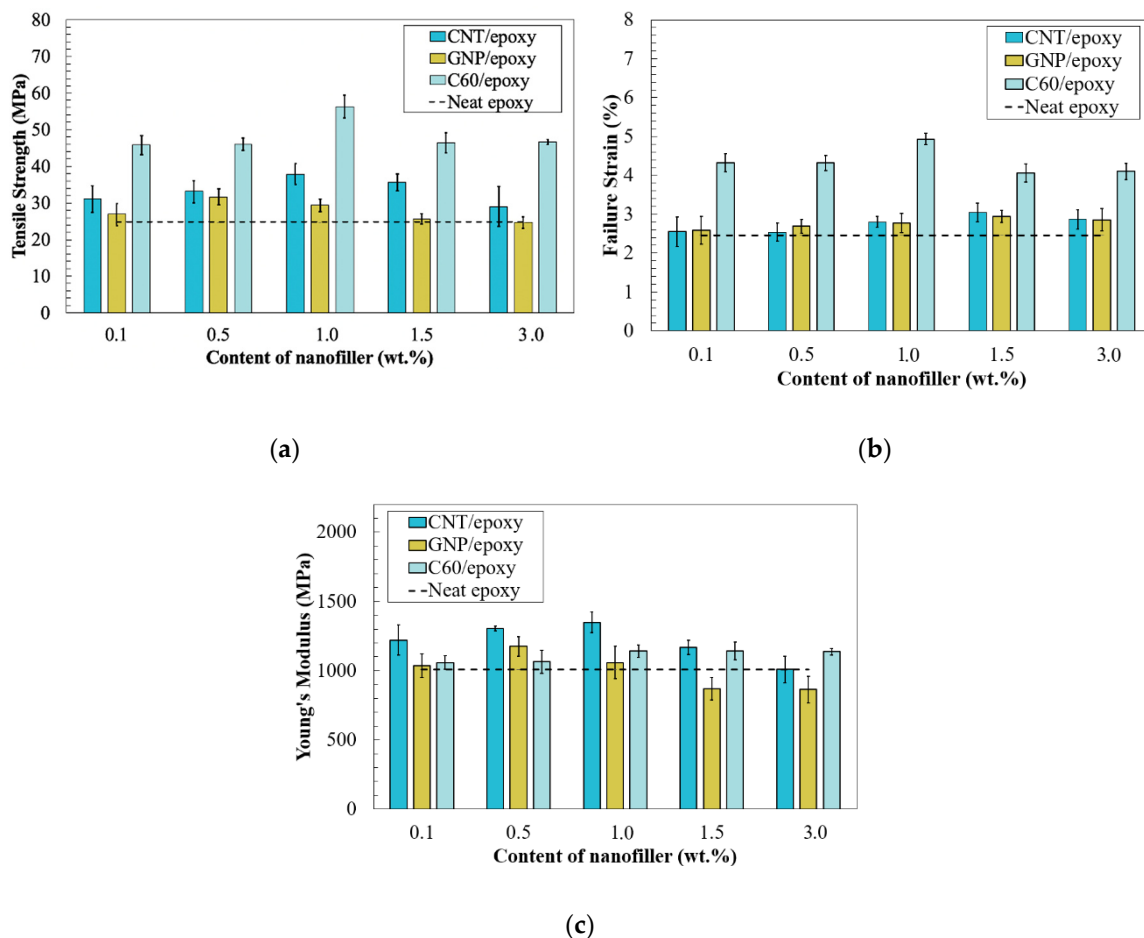 80
70
60
50
40
30
20
10
0
Tensile Strength (MPa)
CNT/epoxy
GNP/epoxy
C60/epoxy
Neat epoxy
0.1 0.5 1.0 1.5 3.0
Content of nanofiller (wt.%)
(a)
8
7
6
5
4
3
2
1
0
Failure Strain (%)
CNT/epoxy
GNP/epoxy
C60/epoxy
Neat epoxy
0.1 0.5 1.0 1.5 3.0
Content of nanofiller (wt.%)
(b)
2000
1500
1000
500
0
Young's Modulus (MPa)
CNT/epoxy
GNP/epoxy
C60/epoxy
Neat epoxy
0.1 0.5 1.0 1.5 3.0
Content of nanofiller (wt.%)
(c)